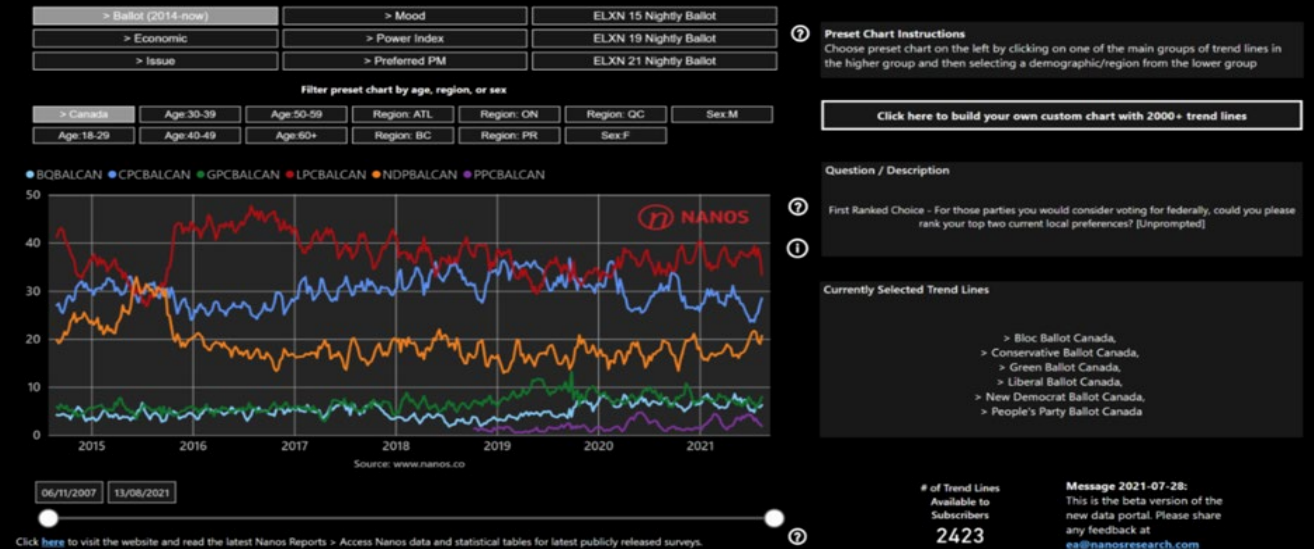 > Ballot (2014-now)
> Mood
ELXN 15 Nightly Ballot
> Economic
> Power Index
ELXN 19 Nightly Ballot
> Issue
> Preferred PM
ELXN 21 Nightly Ballot
Filter preset chart by age, region, or sex
> Canada
Age:30-39
Age:50-59
Region: ATL
Region: ON
Region: QC
Sex:M
Age:18-29
Age:40-49
Age:60+
Region: BC
Region: PR
Sex:F
BQBALCAN CPCBALCAN GPCBALCAN LPCBALCAN NDPBALCAN PPCBALCAN
50
n NANOS
40
30
20
10
0
2015 2016 2017 2018 2019 2020 2021
Source: www.nanos.co
06/11/2007
13/08/2021
Click here to visit the website and read the latest Nanos Reports > Access Nanos data and statistical tables for latest publicly released surveys.
?
Preset Chart Instructions
Choose preset chart on the left by clicking on one of the main groups of trend lines in
the higher group and then selecting a demographic/region from the lower group
Click here to build your own custom chart with 2000+ trend lines
Question / Description
?
First Ranked Choice - For those parties you would consider voting for federally, could you please
rank your top two current local preferences? [Unprompted]
i
Currently Selected Trend Lines
> Bloc Ballot Canada,
> Conservative Ballot Canada,
> Green Ballot Canada,
> Liberal Ballot Canada,
> New Democrat Ballot Canada,
> People's Party Ballot Canada
# of Trend Lines
Available to
Subscribers
2423
?
Message 2021-07-28:
This is the beta version of the
new data portal. Please share
any feedback at
ea@nanosresearch.com